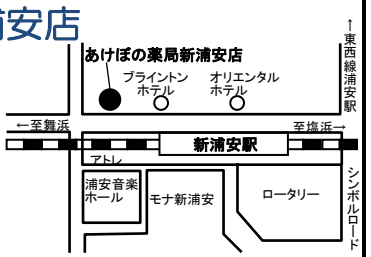 浦安店
あけぼの薬局新浦安店
ブライントン
ホテル
オリエンタル
ホテル
↑東西線浦安駅
←至舞浜
至塩浜→
新浦安駅
アトレ
浦安音楽
ホール
モナ新浦安
ロータリー
シンボルロード